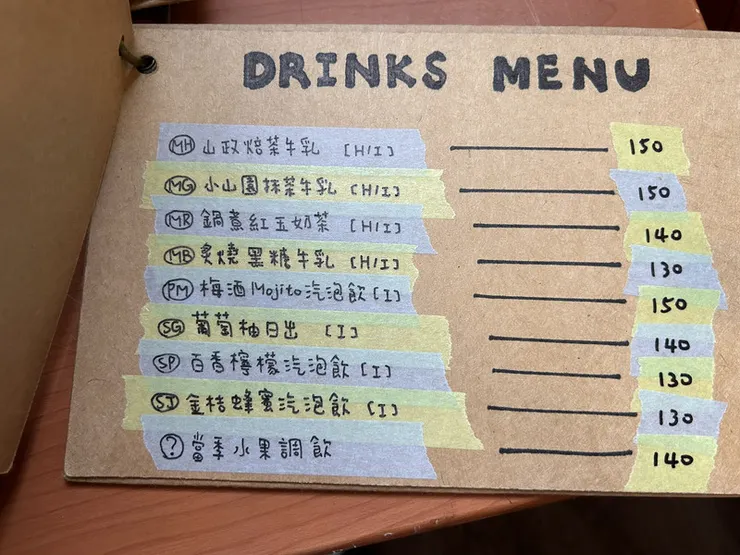 DRINKS MENU
MH 山政焙茶牛乳 [H/I] 150
MG 小山園抹茶牛乳 [H/I] 150
MR 鍋煮紅玉奶茶 [H/I] 140
MB 炙燒黑糖牛乳 [H/I] 130
PM 梅酒Mojito汽泡飲 [I] 150
SG 葡萄柚日出 [I] 140
SP 百香檸檬汽泡飲 [I] 130
SJ 金桔蜂蜜汽泡飲 [I] 130
? 當季水果調飲 140